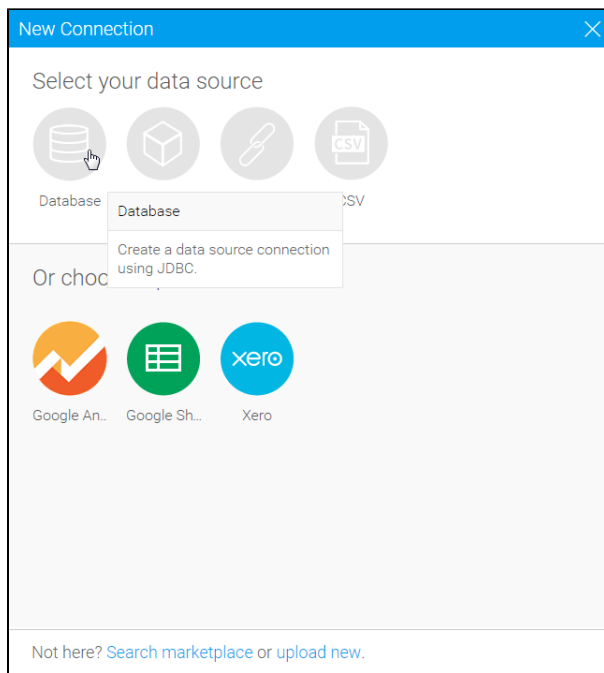 New Connection
Select your data source
CSV
Database
CSV
Database
Create a data source connection
using JDBC.
Or choo
Google An..
Google Sh...
Xero
xero
Not here? Search marketplace or upload new.